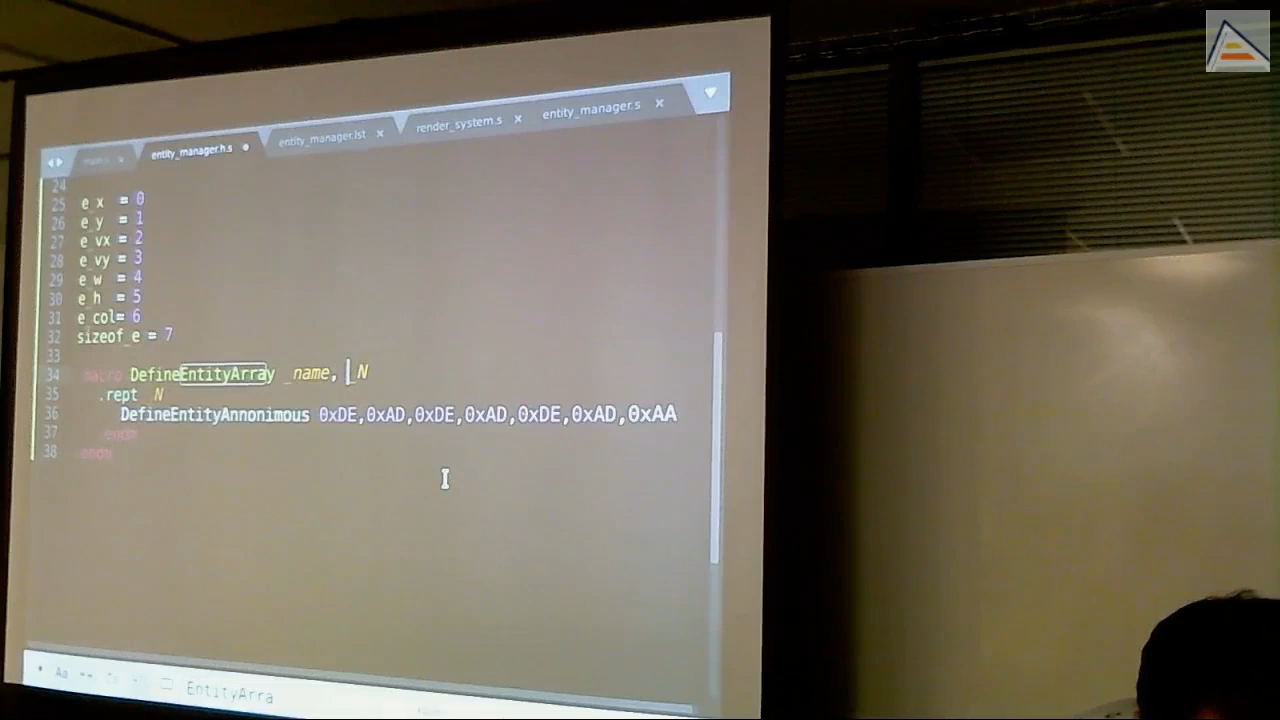 entity_manager.h.s
entity_manager.lst
render_system.s
entity_manager.s
24
25 e_x = 0
26 e_y = 1
27 e_vx = 2
28 e_vy = 3
29 e_w = 4
30 e_h = 5
31 e_col= 6
32 sizeof_e = 7
33
34 .macro DefineEntityArray _name, _N
35 .rept _N
36 DefineEntityAnnonimous 0xDE,0xAD,0xDE,0xAD,0xDE,0xAD,0xAA
37 .endm
38 .endm
Aa
EntityArra